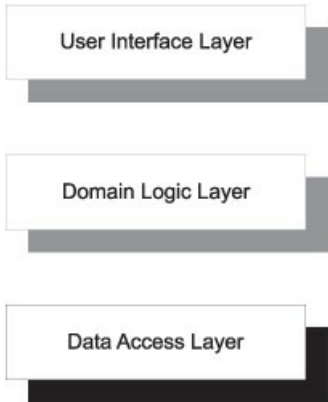 User Interface Layer
Domain Logic Layer
Data Access Layer